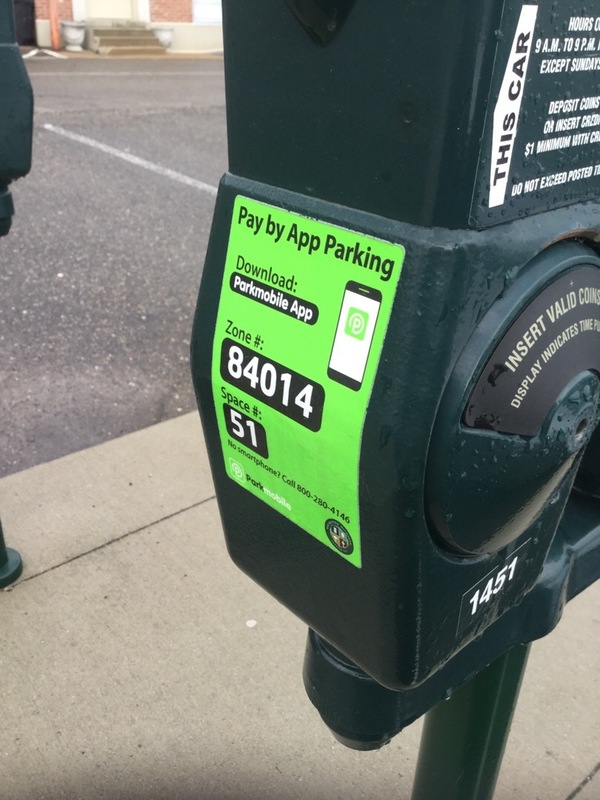 Pay by App Parking
Download:
Parkmobile App
Zone #:
84014
Space #:
51
No smartphone? Call 800-280-4146
Parkmobile
THIS CAR
HOURS
9 A.M. TO 9 P.M.
EXCEPT SUNDAYS
DEPOSIT COINS
OR INSERT
$1 MINIMUM WITH
DO NOT EXCEED POSTED
INSERT VALID COINS
DISPLAY INDICATES TIME
1451